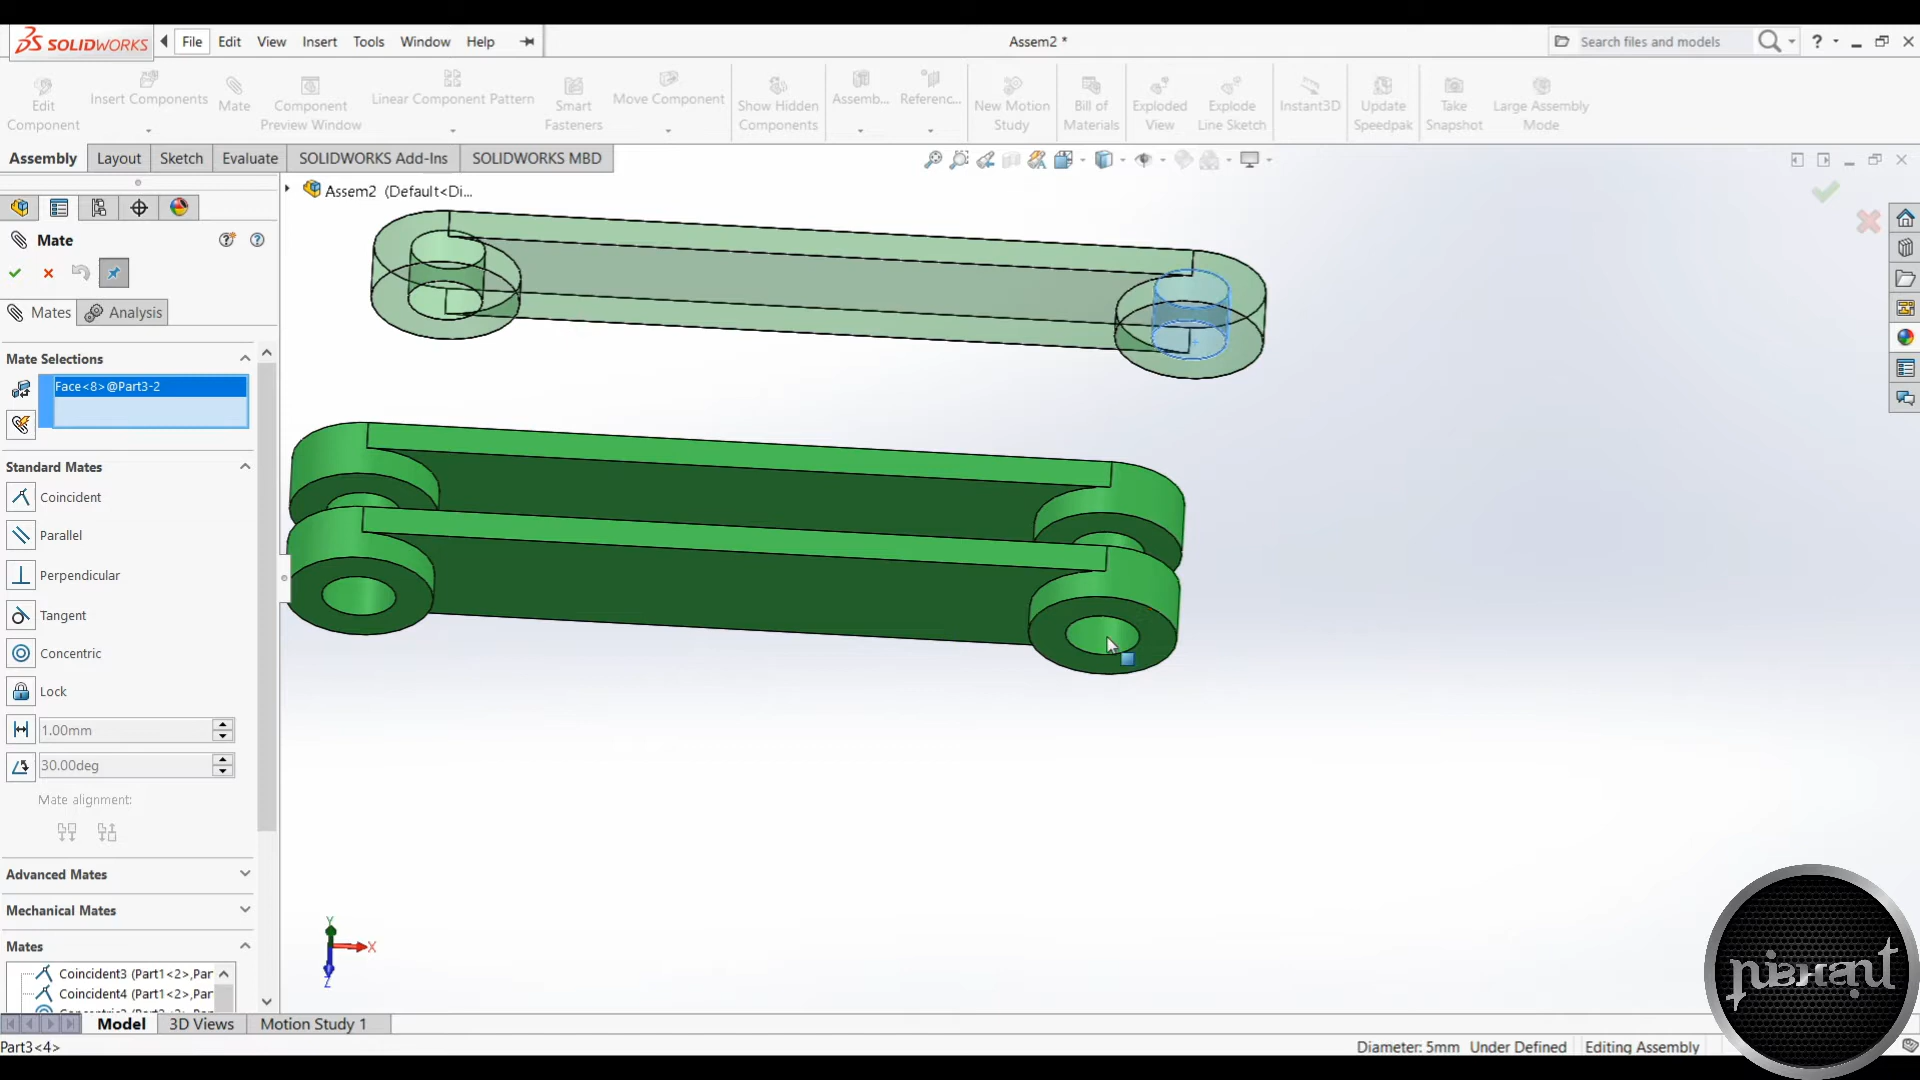 SOLIDWORKS File Edit View Insert Tools Window Help Assem2 * Search files and models ?
Edit Component
Insert Components
Mate
Component Preview Window
Linear Component Pattern
Smart Fasteners
Move Component
Show Hidden Components
Assemb...
Referenc...
New Motion Study
Bill of Materials
Exploded View
Explode Line Sketch
Instant3D
Update Speedpak
Take Snapshot
Large Assembly Mode
Assembly Layout Sketch Evaluate SOLIDWORKS Add-Ins SOLIDWORKS MBD
Assem2 (Default<Di...
Mate
Mates Analysis
Mate Selections
Face<8>@Part3-2
Standard Mates
Coincident
Parallel
Perpendicular
Tangent
Concentric
Lock
1.00mm
30.00deg
Mate alignment:
Advanced Mates
Mechanical Mates
Mates
Coincident3 (Part1<2>,Par
Coincident4 (Part1<2>,Par
Y
X
Z
Model 3D Views Motion Study 1
Part3<4> Diameter: 5mm Under Defined Editing Assembly